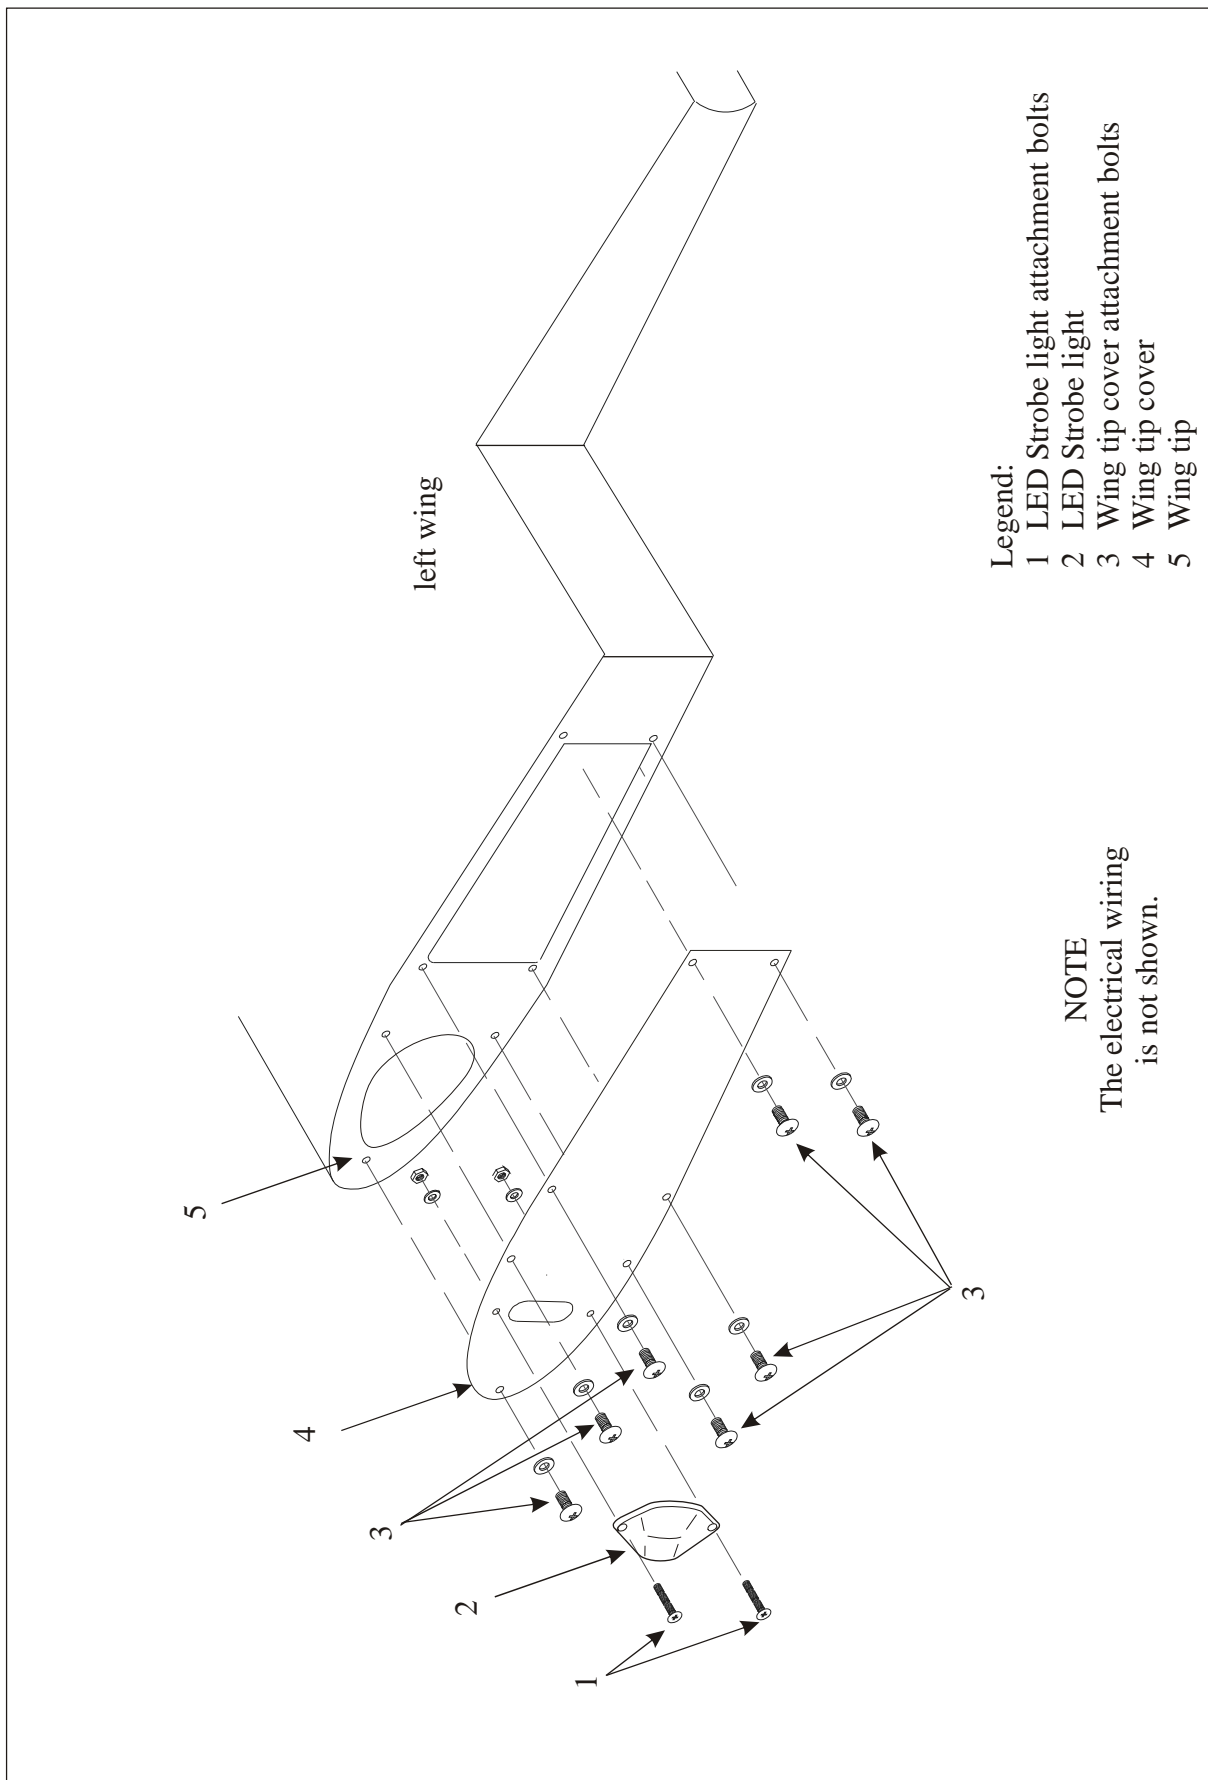 5
4
3
2
1
left wing
3
NOTE
The electrical wiring
is not shown.
Legend:
1 LED Strobe light attachment bolts
2 LED Strobe light
3 Wing tip cover attachment bolts
4 Wing tip cover
5 Wing tip